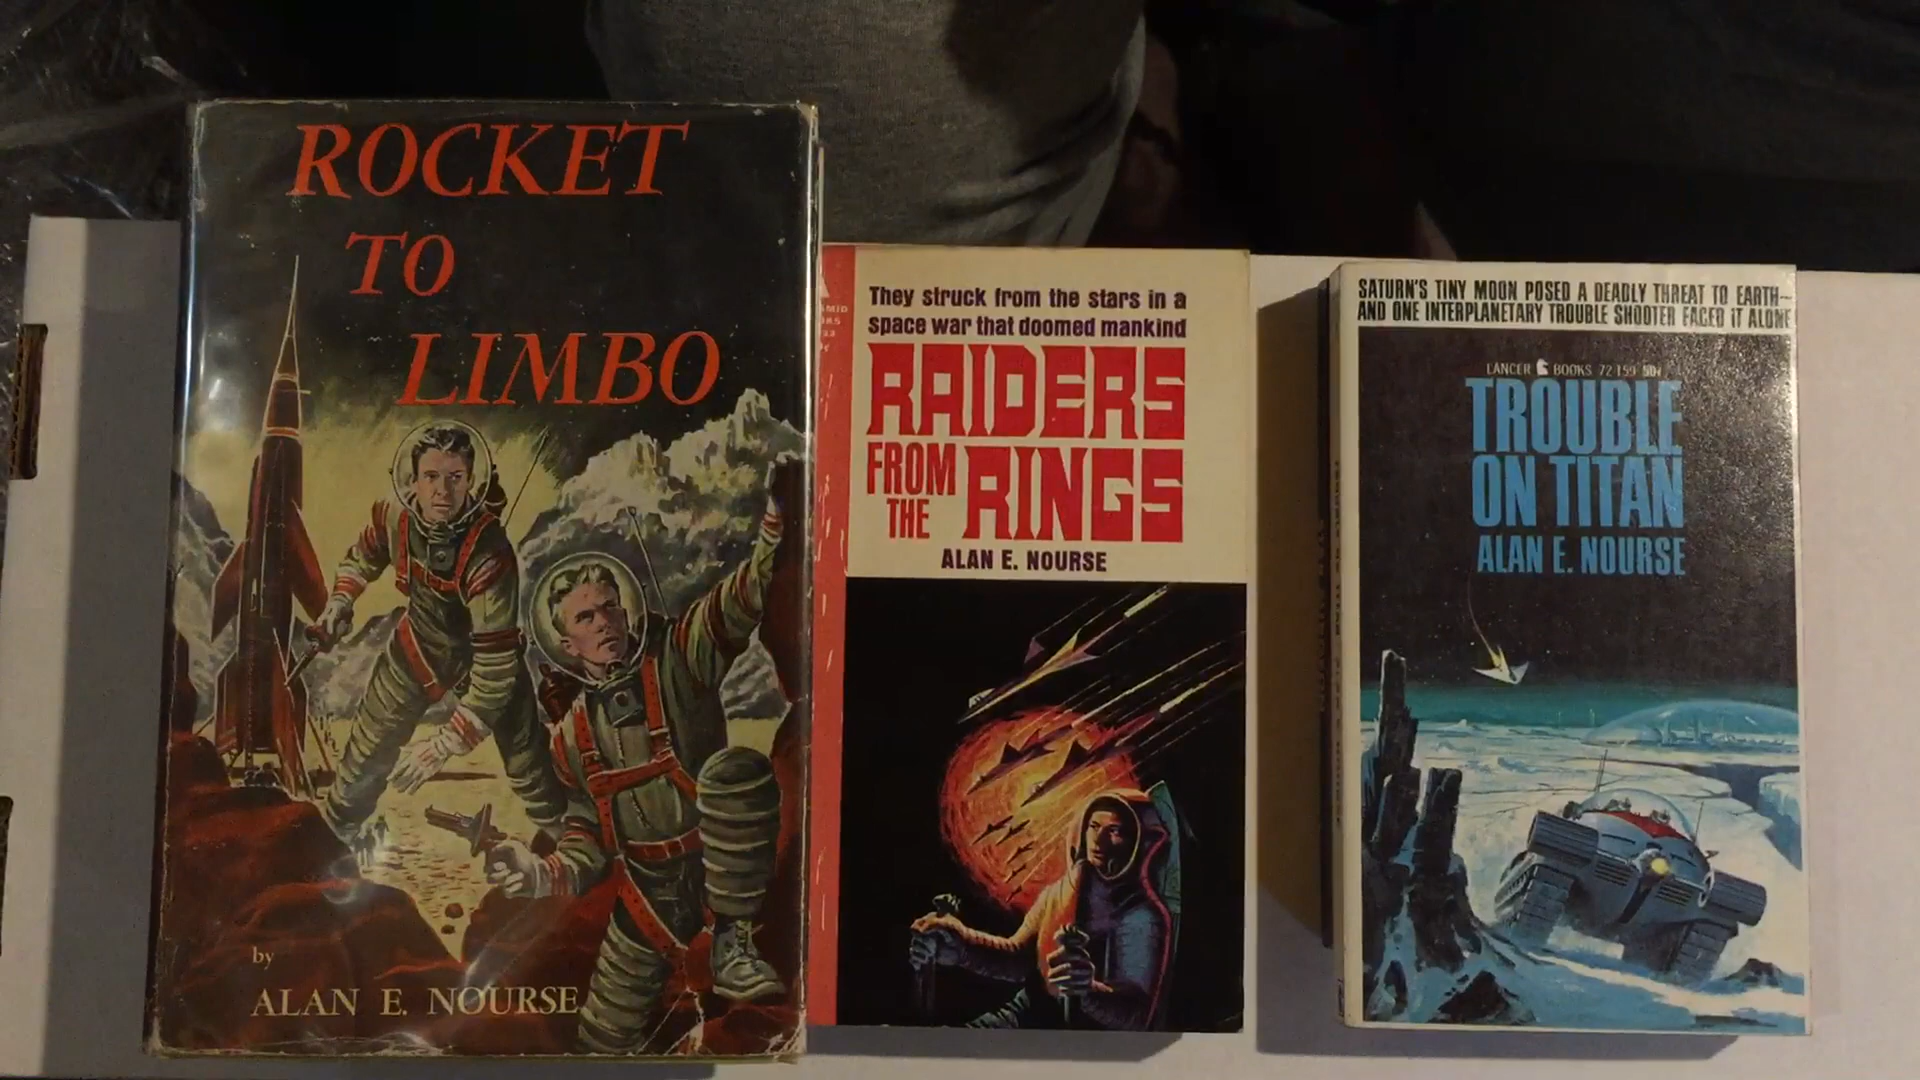 ROCKET
TO
LIMBO
by
ALAN E. NOURSE
They struck from the stars in a
space war that doomed mankind
RAIDERS
FROM
THE
RINGS
ALAN E. NOURSE
SATURN'S TINY MOON POSED A DEADLY THREAT TO EARTH—
AND ONE INTERPLANETARY TROUBLE SHOOTER FACED IT ALONE
LANCER BOOKS 72-159 50¢
TROUBLE
ON TITAN
ALAN E. NOURSE